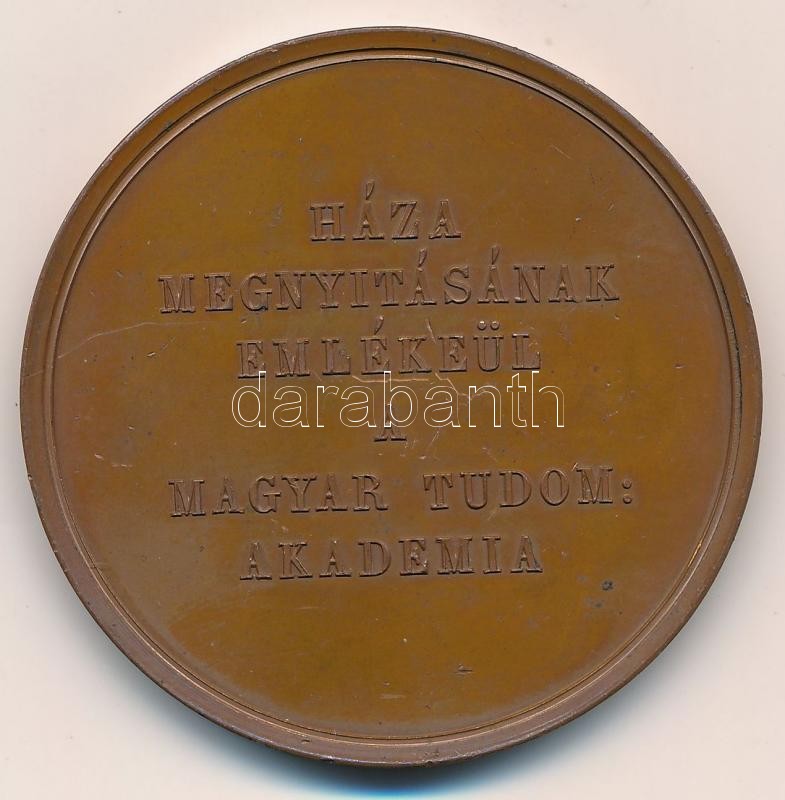 HÁZA
MEGNYITÁSÁNAK
EMLÉKEÜL
darabanth
A
MAGYAR TUDOM:
AKADEMIA